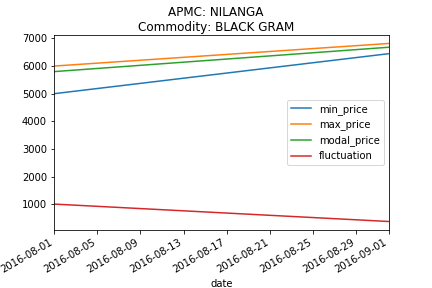 APMC: NILANGA
Commodity: BLACK GRAM
7000
6000
5000
4000
3000
2000
1000
min_price
max_price
modal_price
fluctuation
2016-08-01
2016-08-05
2016-08-09
2016-08-13
2016-08-17
2016-08-21
2016-08-25
2016-08-29
2016-09-01
date